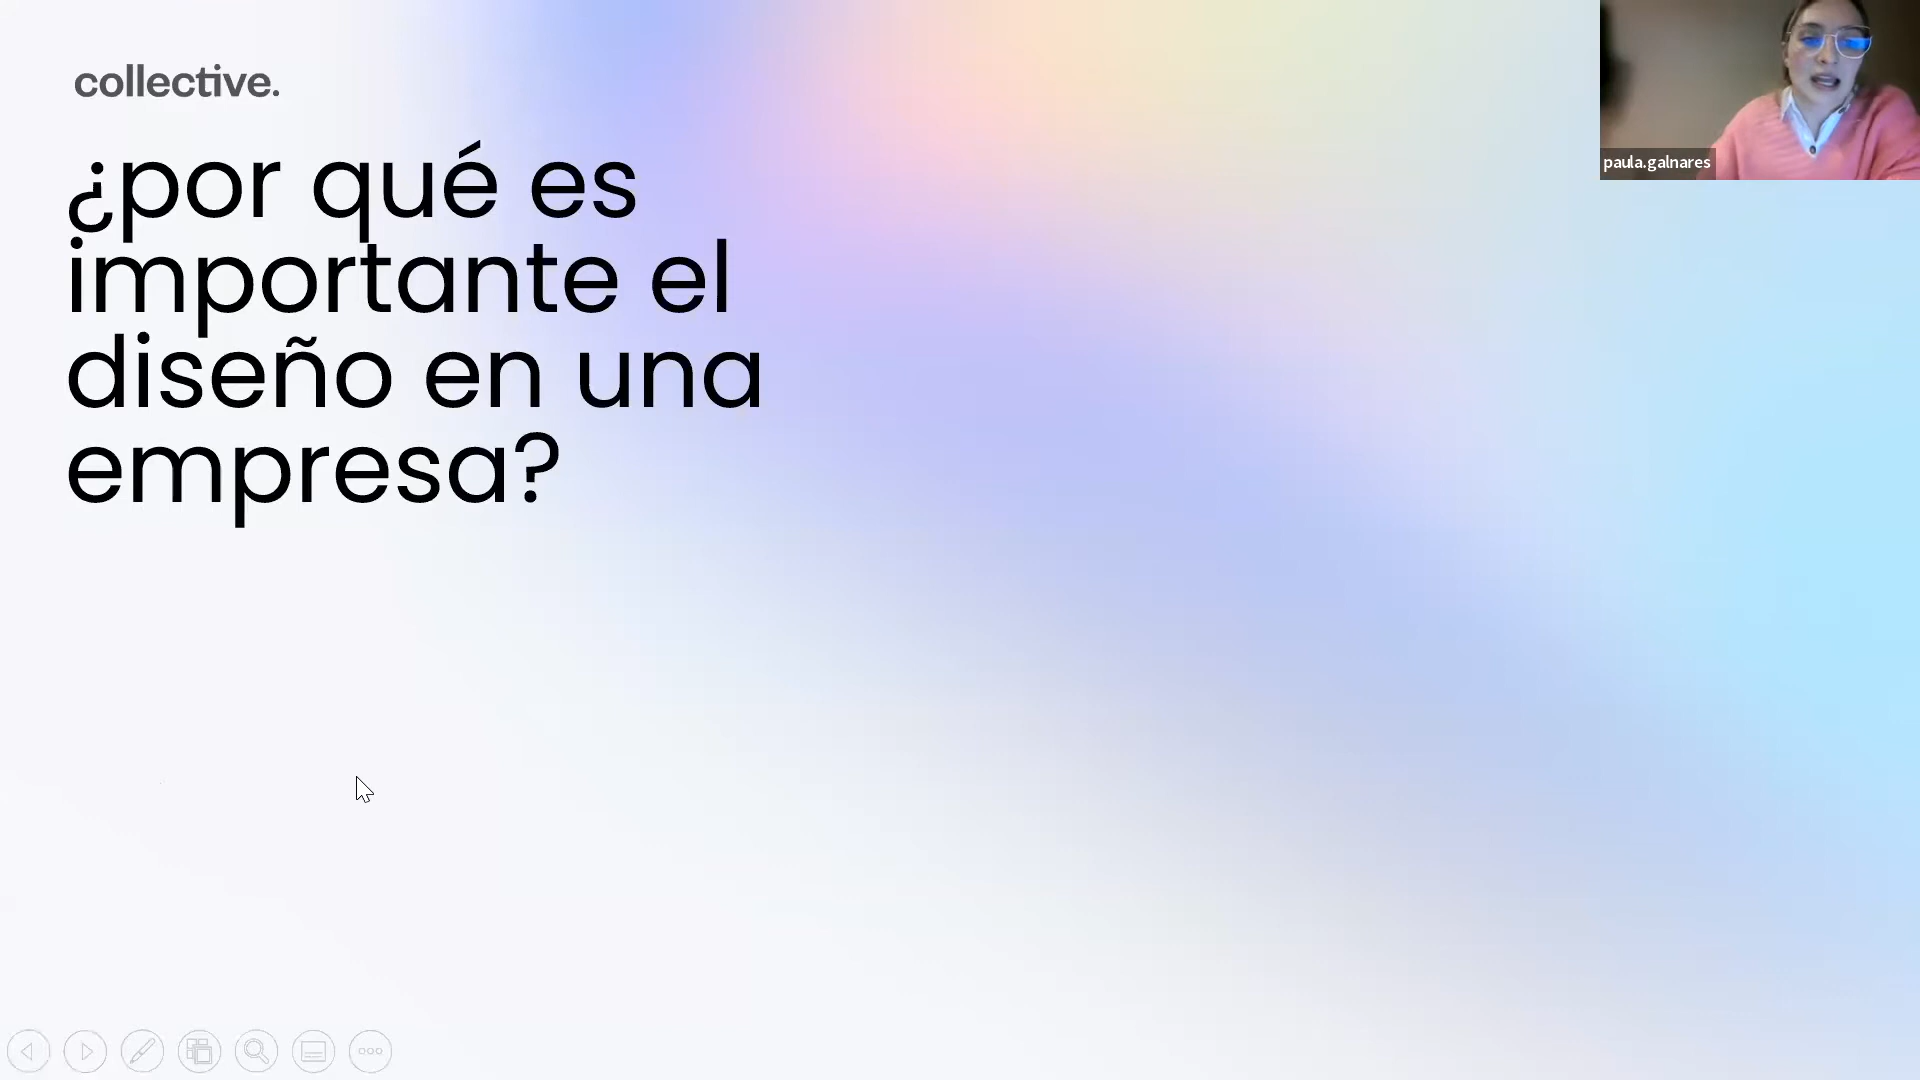 collective.
¿por qué es
importante el
diseño en una
empresa?
paula.galnares